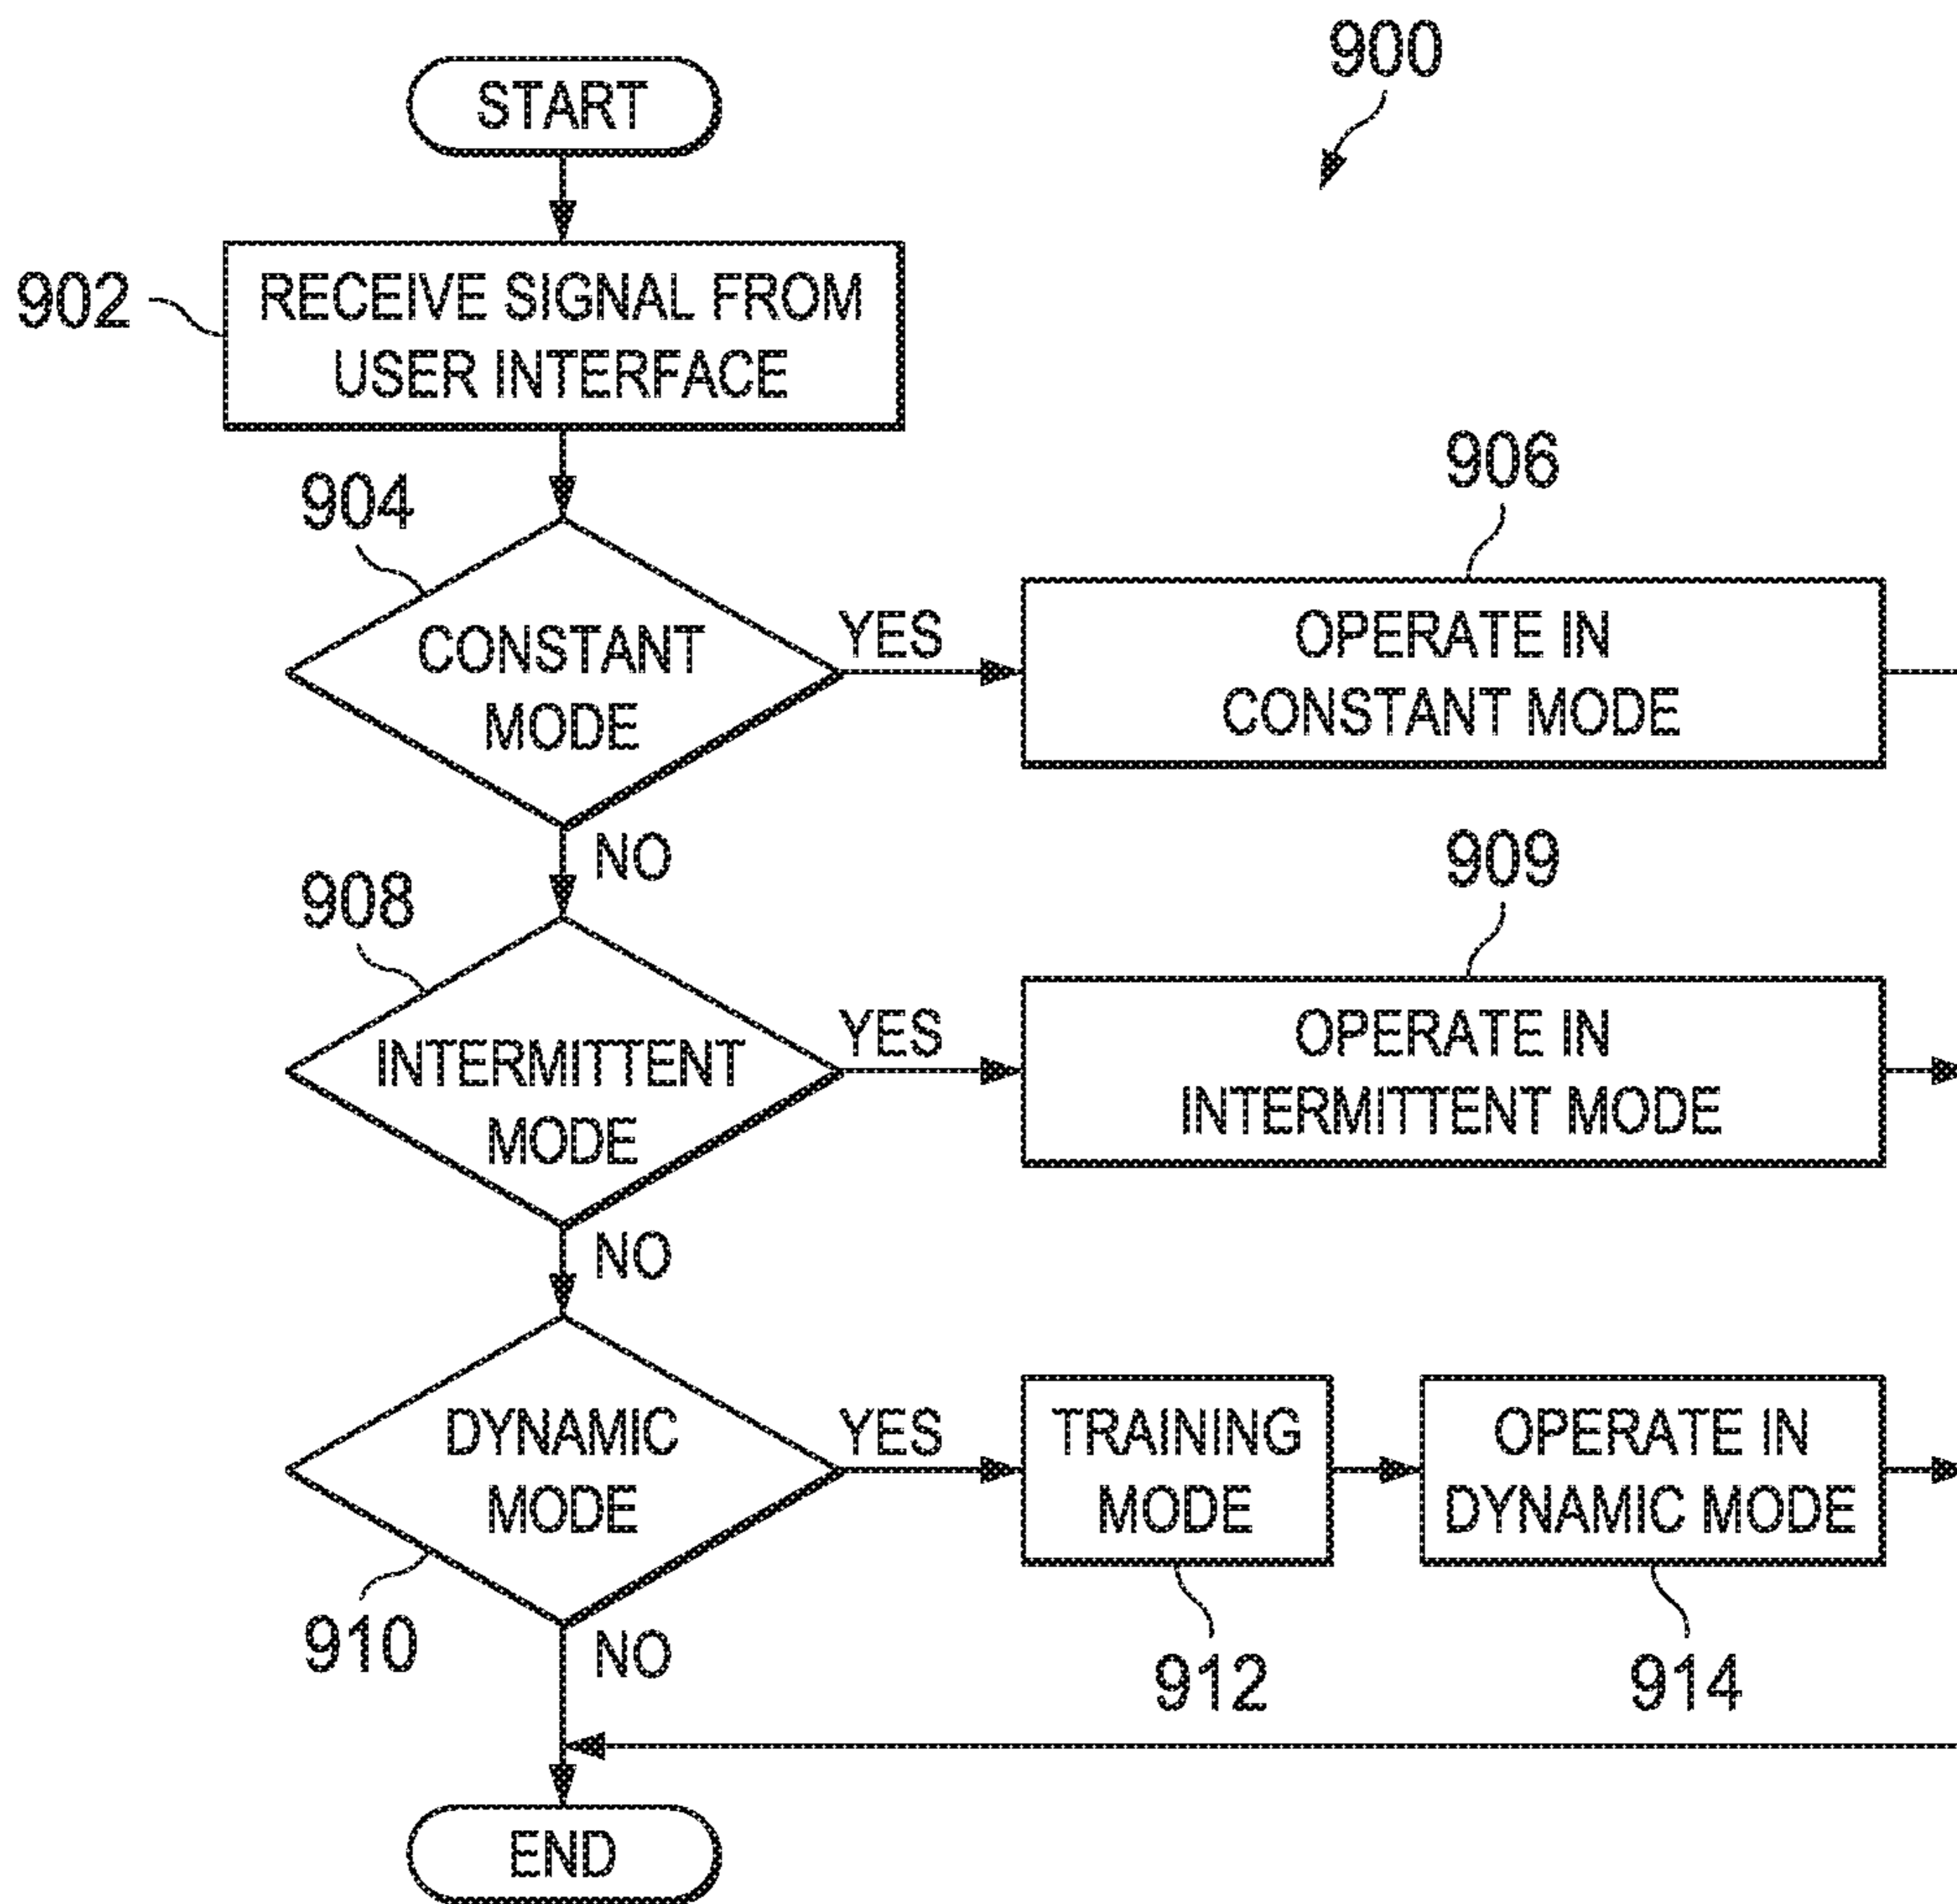 900
START
902
RECEIVE SIGNAL FROM
USER INTERFACE
904
CONSTANT
MODE
YES
906
OPERATE IN
CONSTANT MODE
NO
908
INTERMITTENT
MODE
YES
909
OPERATE IN
INTERMITTENT MODE
NO
DYNAMIC
MODE
910
YES
TRAINING
MODE
912
OPERATE IN
DYNAMIC MODE
914
NO
END